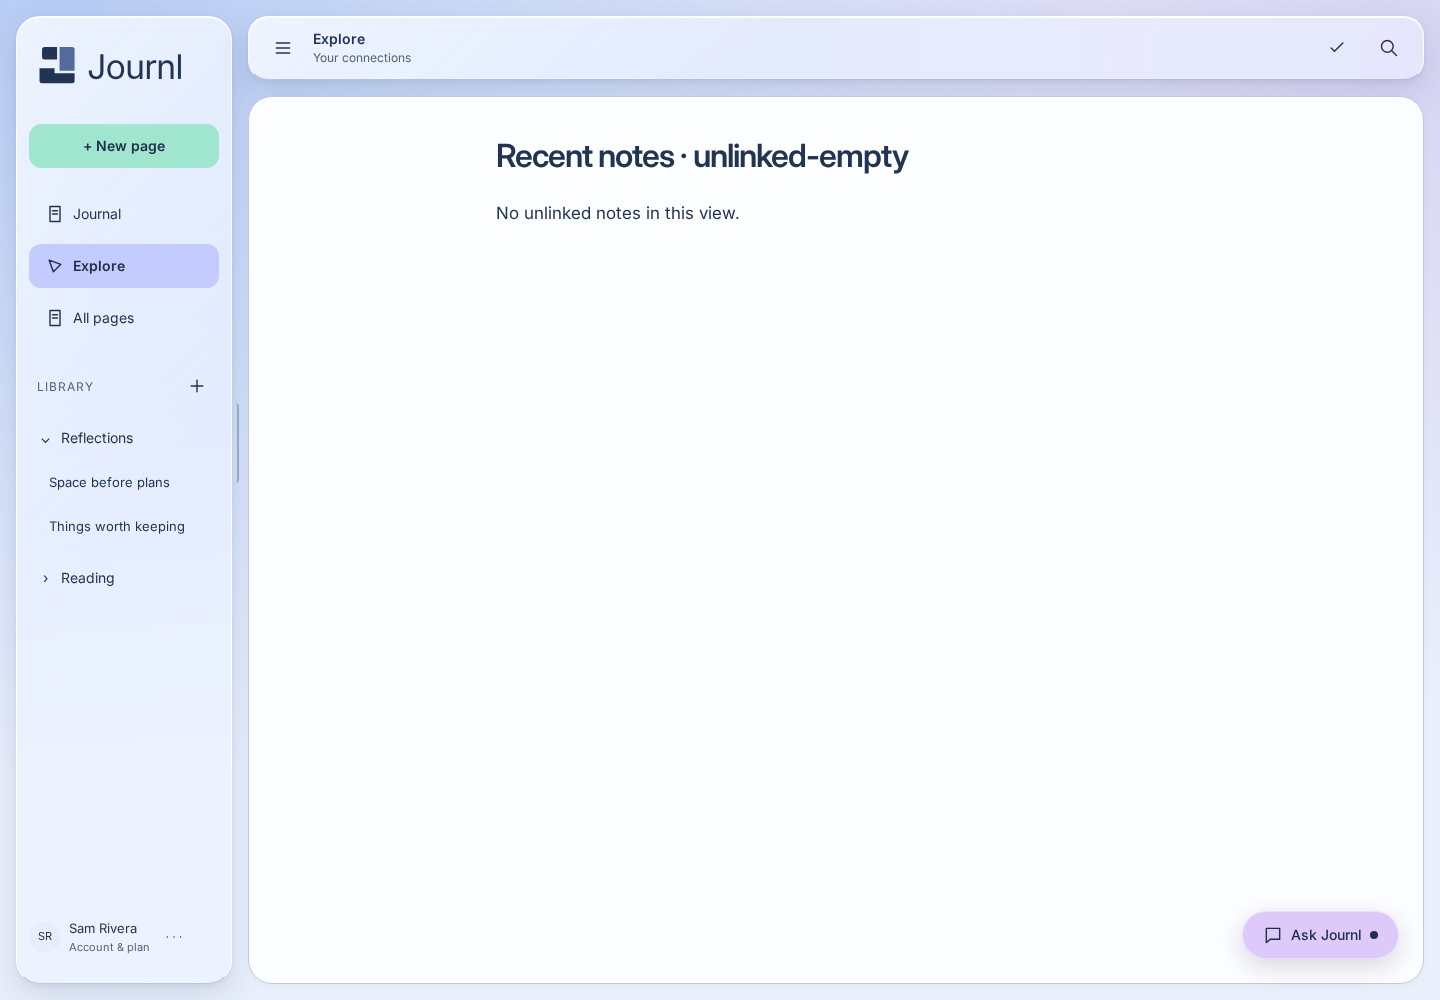 Journl
+ New page
Journal
Explore
All pages
LIBRARY
Reflections
Space before plans
Things worth keeping
Reading
SR
Sam Rivera
Account & plan
Explore
Your connections
Recent notes · unlinked-empty
No unlinked notes in this view.
Ask Journl